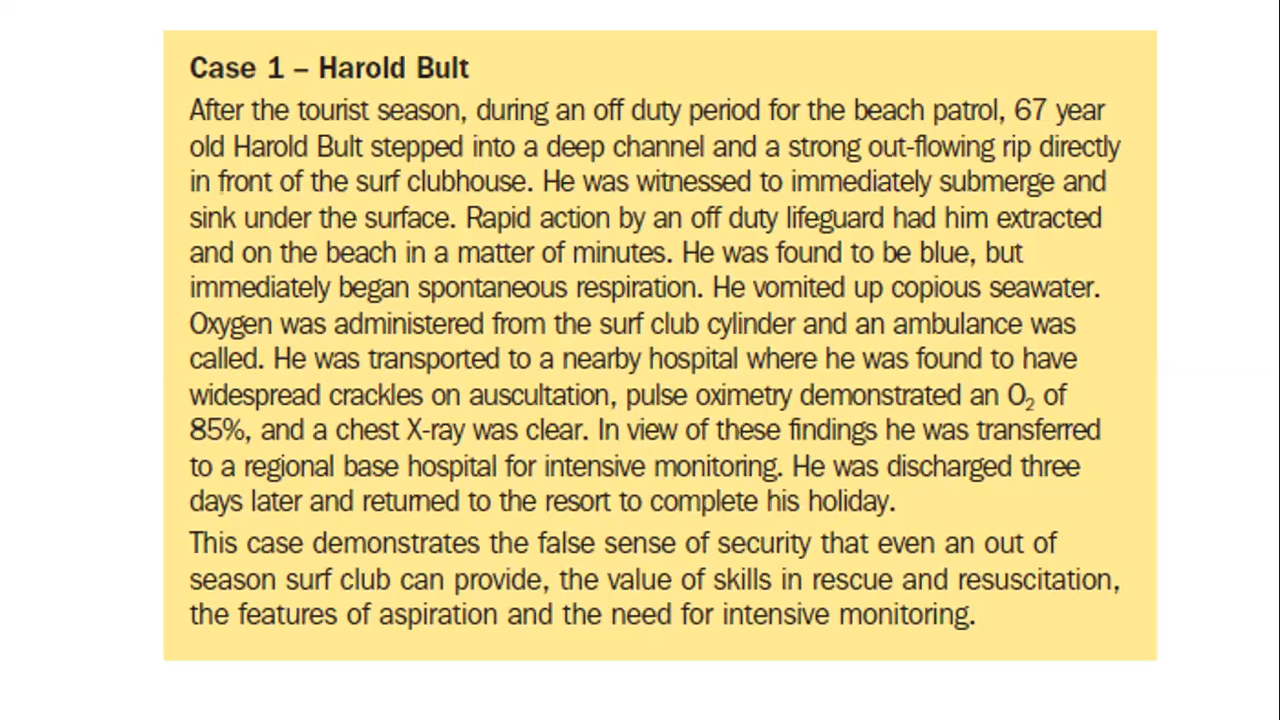 Case 1 – Harold Bult
After the tourist season, during an off duty period for the beach patrol, 67 year
old Harold Bult stepped into a deep channel and a strong out-flowing rip directly
in front of the surf clubhouse. He was witnessed to immediately submerge and
sink under the surface. Rapid action by an off duty lifeguard had him extracted
and on the beach in a matter of minutes. He was found to be blue, but
immediately began spontaneous respiration. He vomited up copious seawater.
Oxygen was administered from the surf club cylinder and an ambulance was
called. He was transported to a nearby hospital where he was found to have
widespread crackles on auscultation, pulse oximetry demonstrated an O₂ of
85%, and a chest X-ray was clear. In view of these findings he was transferred
to a regional base hospital for intensive monitoring. He was discharged three
days later and returned to the resort to complete his holiday.
This case demonstrates the false sense of security that even an out of
season surf club can provide, the value of skills in rescue and resuscitation,
the features of aspiration and the need for intensive monitoring.